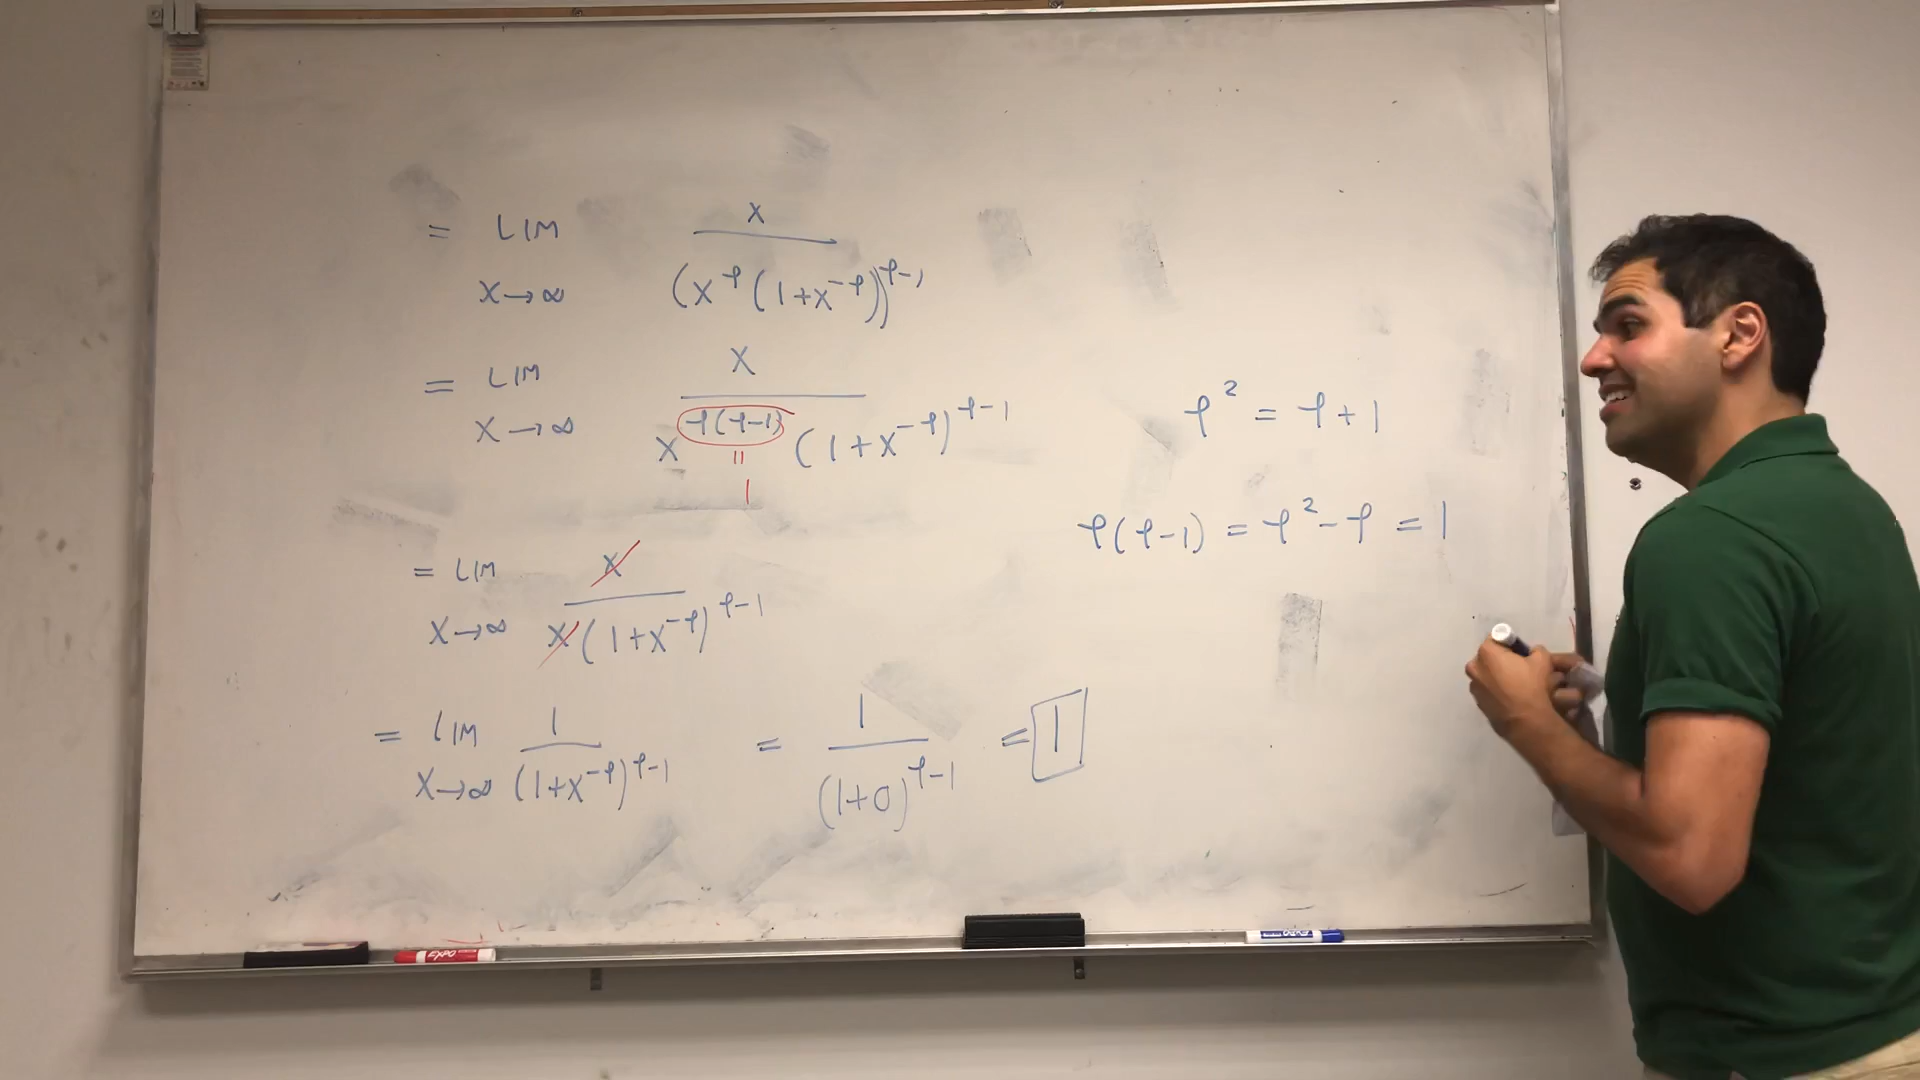 = LIM x→∞ x / (x^φ (1+x^-φ))^φ-1
= LIM x→∞ x / x^φ(φ-1) (1+x^-φ)^φ-1
=
1
φ² = φ+1
φ(φ-1) = φ²-φ = 1
= LIM x→∞ x / x (1+x^-φ)^φ-1
= LIM x→∞ 1 / (1+x^-φ)^φ-1 = 1 / (1+0)^φ-1 = 1
EXPO
EXPO